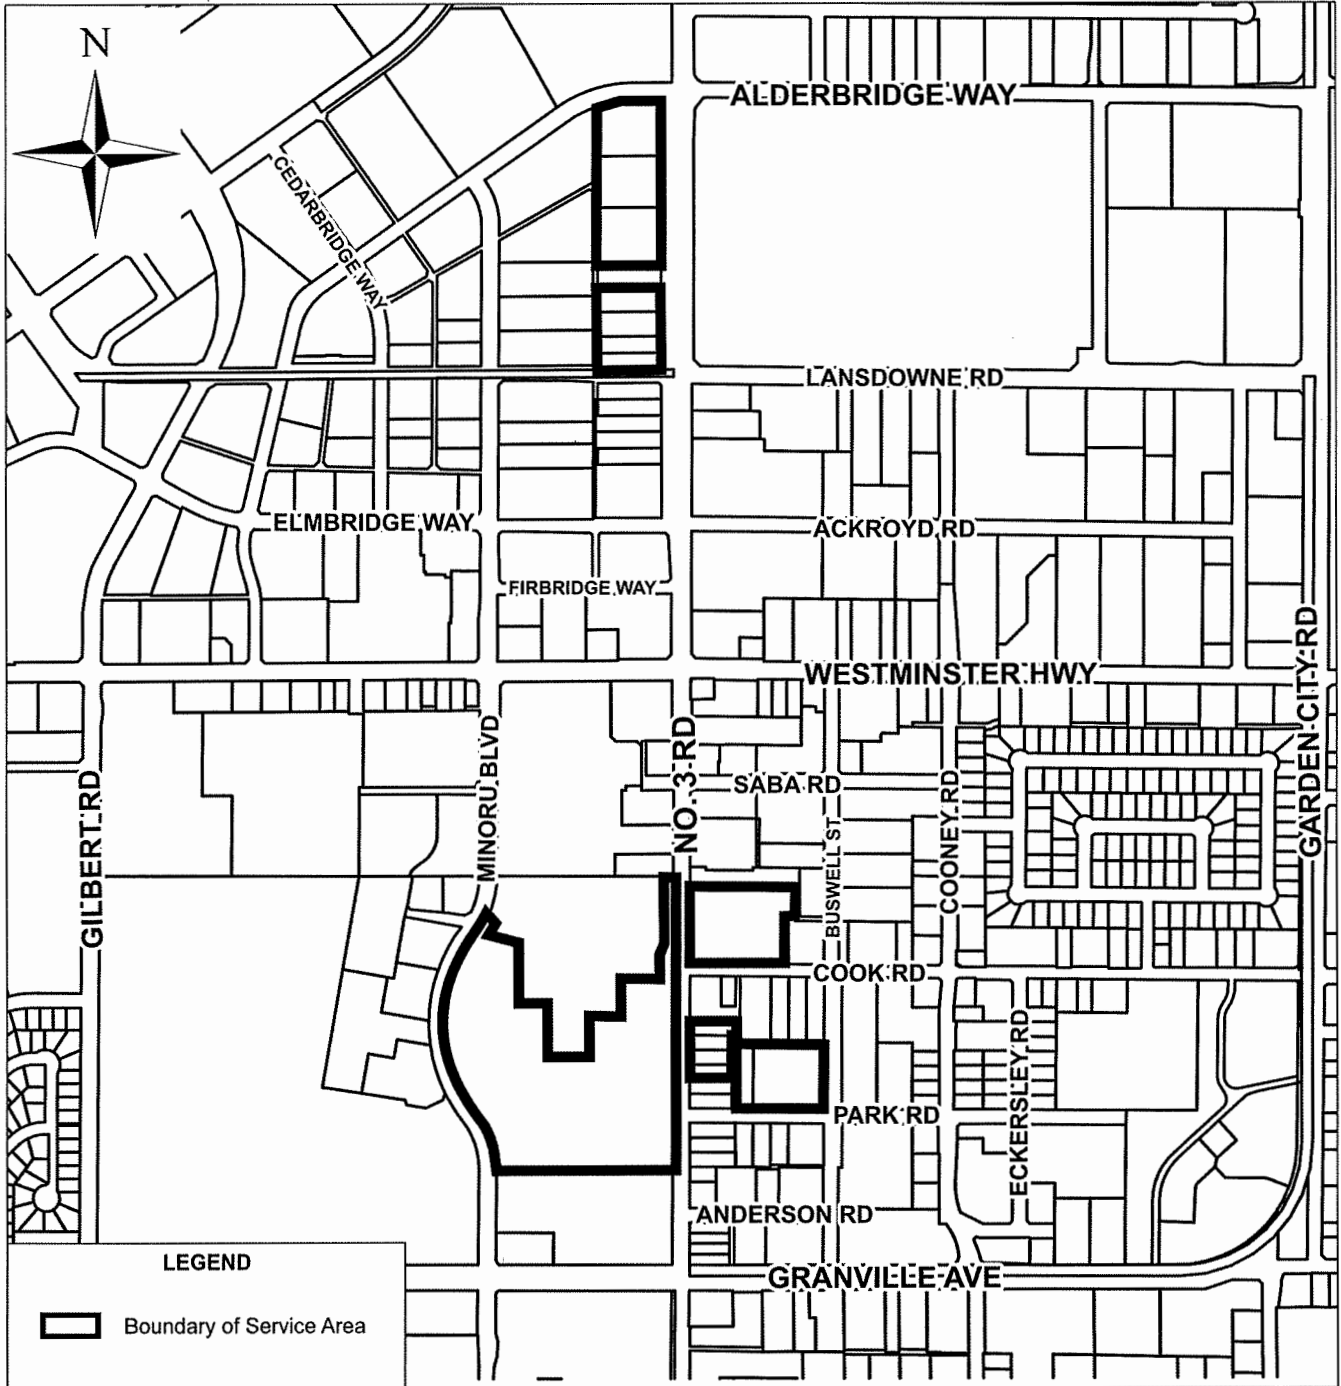 N
ALDERBRIDGE WAY
CEDARBRIDGE WAY
LANSDOWNE RD
ELMBRIDGE WAY
ACKROYD RD
FIRBRIDGE WAY
WESTMINSTER HWY
GARDEN CITY RD
MINORU BLVD
NO. 3 RD
GILBERT RD
SABA RD
BUSWELL ST
COONEY RD
COOK RD
ECKERSLEY RD
PARK RD
ANDERSON RD
GRANVILLE AVE
LEGEND
Boundary of Service Area